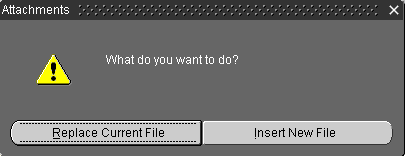 Attachments
What do you want to do?
Replace Current File
Insert New File